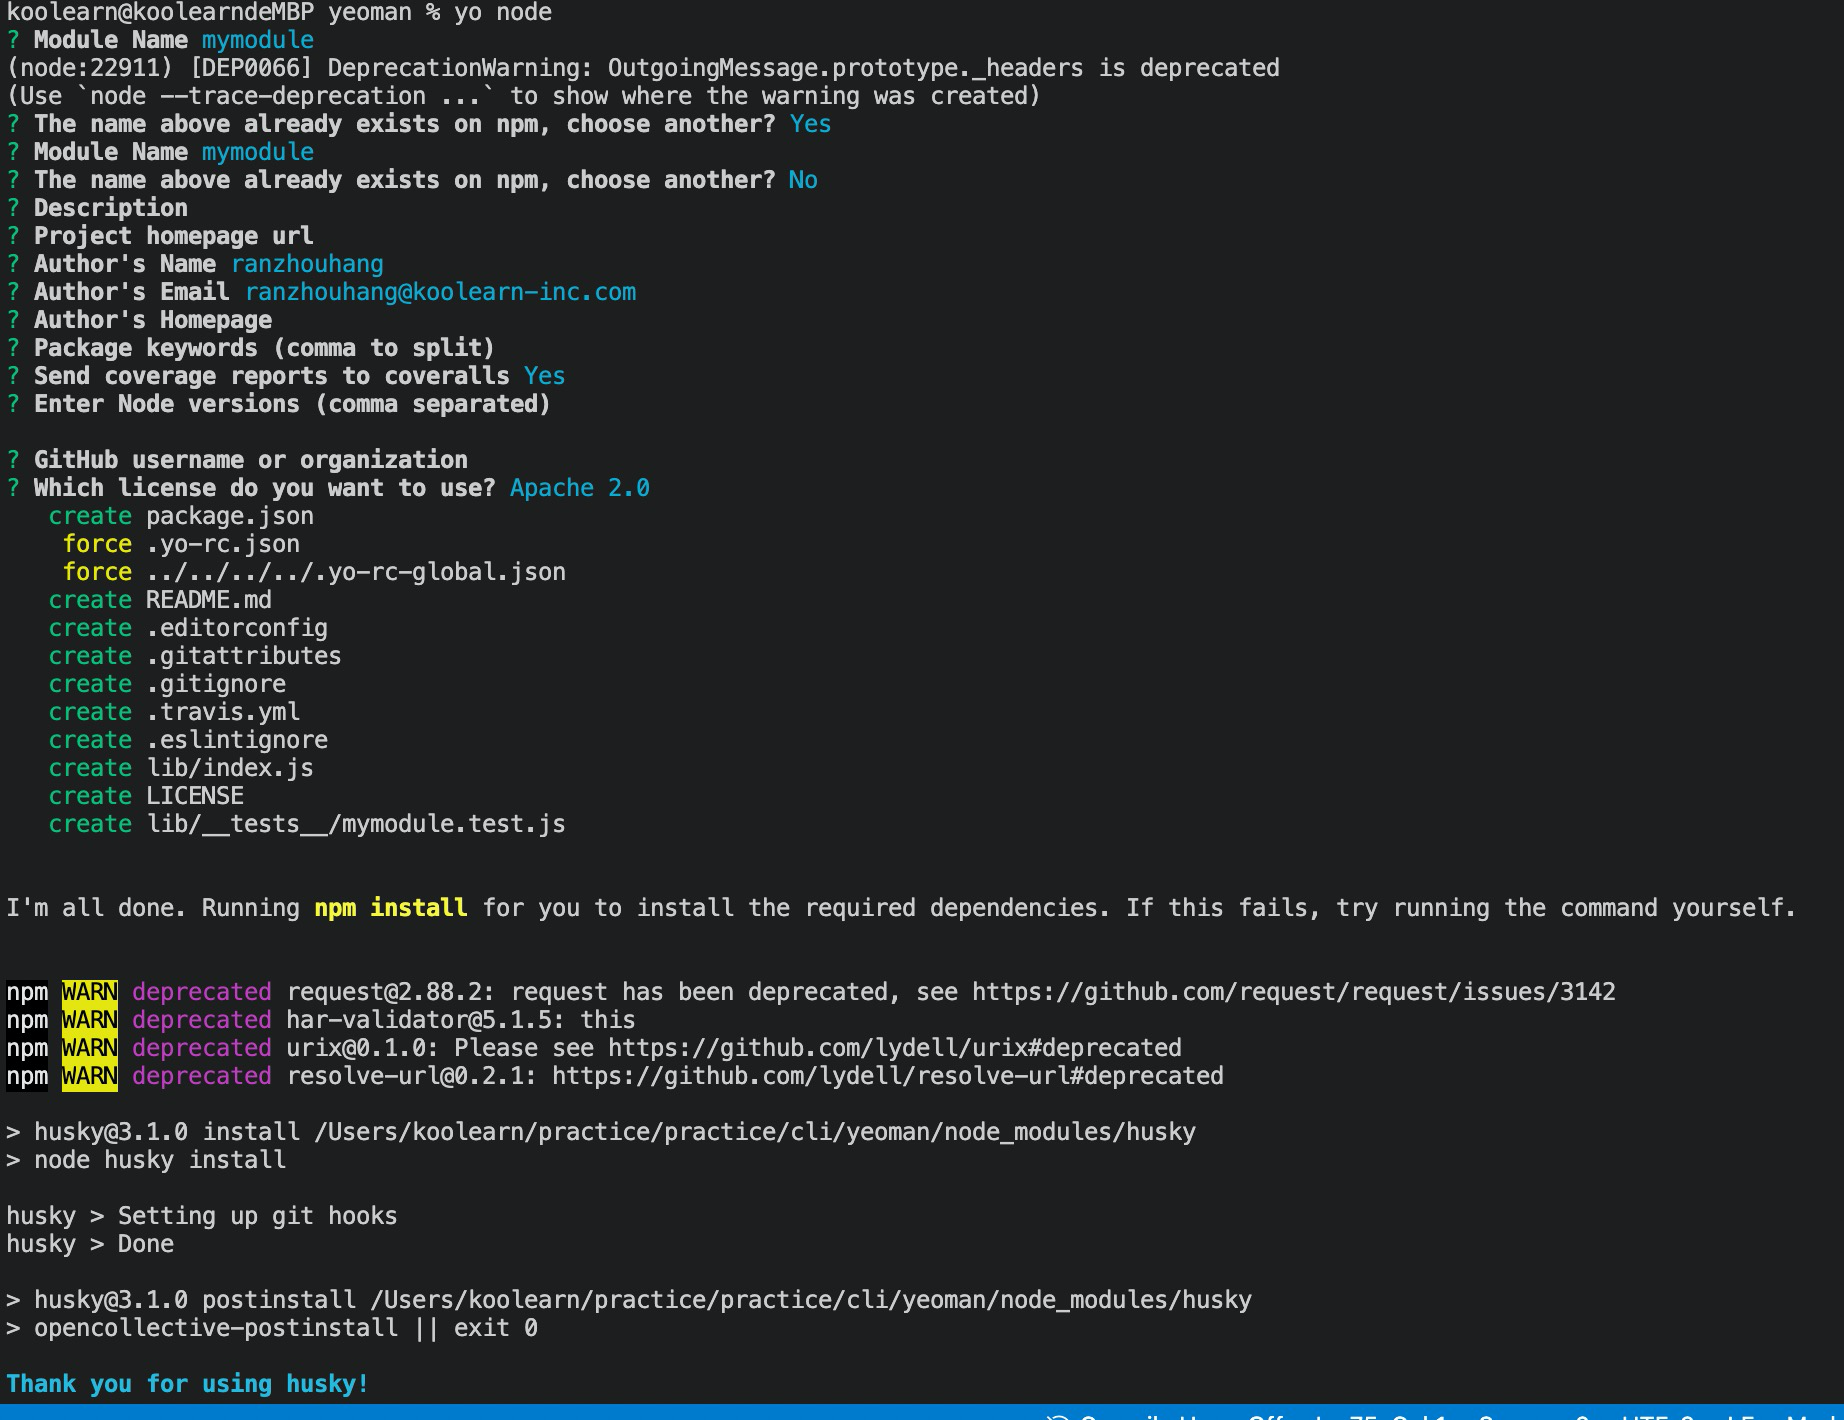 koolearn@koolearndeMBP yeoman % yo node
? Module Name mymodule
(node:22911) [DEP0066] DeprecationWarning: OutgoingMessage.prototype._headers is deprecated
(Use `node --trace-deprecation ...` to show where the warning was created)
? The name above already exists on npm, choose another? Yes
? Module Name mymodule
? The name above already exists on npm, choose another? No
? Description
? Project homepage url
? Author's Name ranzhouhang
? Author's Email ranzhouhang@koolearn-inc.com
? Author's Homepage
? Package keywords (comma to split)
? Send coverage reports to coveralls Yes
? Enter Node versions (comma separated)
? GitHub username or organization
? Which license do you want to use? Apache 2.0
create package.json
force .yo-rc.json
force ../../../../.yo-rc-global.json
create README.md
create .editorconfig
create .gitattributes
create .gitignore
create .travis.yml
create .eslintignore
create lib/index.js
create LICENSE
create lib/__tests__/mymodule.test.js
I'm all done. Running npm install for you to install the required dependencies. If this fails, try running the command yourself.
npm WARN deprecated request@2.88.2: request has been deprecated, see https://github.com/request/request/issues/3142
npm WARN deprecated har-validator@5.1.5: this
npm WARN deprecated urix@0.1.0: Please see https://github.com/lydell/urix#deprecated
npm WARN deprecated resolve-url@0.2.1: https://github.com/lydell/resolve-url#deprecated
> husky@3.1.0 install /Users/koolearn/practice/practice/cli/yeoman/node_modules/husky
> node husky install
husky > Setting up git hooks
husky > Done
> husky@3.1.0 postinstall /Users/koolearn/practice/practice/cli/yeoman/node_modules/husky
> opencollective-postinstall || exit 0
Thank you for using husky!